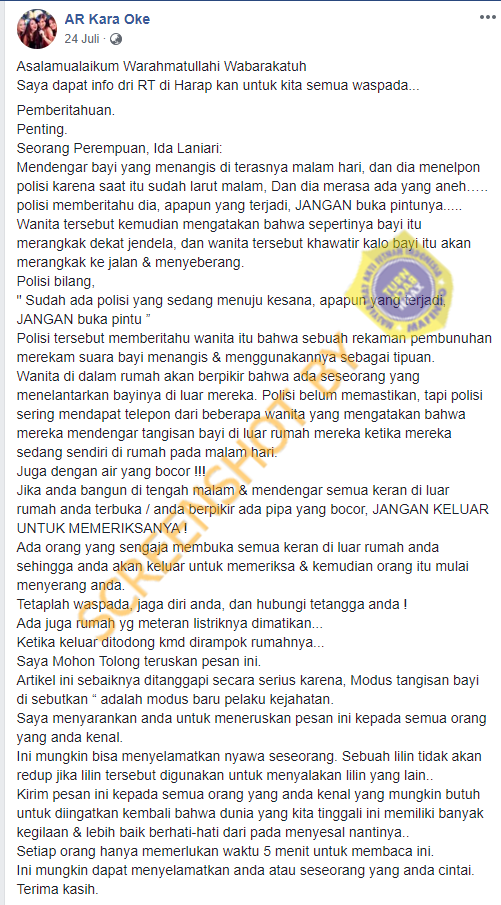 AR Kara Oke
24 Juli ·
Asalamualaikum Warahmatullahi Wabarakatuh
Saya dapat info dri RT di Harap kan untuk kita semua waspada...
Pemberitahuan.
Penting.
Seorang Perempuan, Ida Laniari:
Mendengar bayi yang menangis di terasnya malam hari, dan dia menelpon
polisi karena saat itu sudah larut malam, Dan dia merasa ada yang aneh…..
polisi memberitahu dia, apapun yang terjadi, JANGAN buka pintunya.....
Wanita tersebut kemudian mengatakan bahwa sepertinya bayi itu
merangkak dekat jendela, dan wanita tersebut khawatir kalo bayi itu akan
merangkak ke jalan & menyeberang.
Polisi bilang,
" Sudah ada polisi yang sedang menuju kesana, apapun yang terjadi,
JANGAN buka pintu ”
Polisi tersebut memberitahu wanita itu bahwa sebuah rekaman pembunuhan
merekam suara bayi menangis & menggunakannya sebagai tipuan.
Wanita di dalam rumah akan berpikir bahwa ada seseorang yang
menelantarkan bayinya di luar mereka. Polisi belum memastikan, tapi polisi
sering mendapat telepon dari beberapa wanita yang mengatakan bahwa
mereka mendengar tangisan bayi di luar rumah mereka ketika mereka
sedang sendiri di rumah pada malam hari.
Juga dengan air yang bocor !!!
Jika anda bangun di tengah malam & mendengar semua keran di luar
rumah anda terbuka / anda berpikir ada pipa yang bocor, JANGAN KELUAR
UNTUK MEMERIKSANYA !
Ada orang yang sengaja membuka semua keran di luar rumah anda
sehingga anda akan keluar untuk memeriksa & kemudian orang itu mulai
menyerang anda.
Tetaplah waspada, jaga diri anda, dan hubungi tetangga anda !
Ada juga rumah yg meteran listriknya dimatikan...
Ketika keluar ditodong kmd dirampok rumahnya...
Saya Mohon Tolong teruskan pesan ini.
Artikel ini sebaiknya ditanggapi secara serius karena, Modus tangisan bayi
di sebutkan “ adalah modus baru pelaku kejahatan.
Saya menyarankan anda untuk meneruskan pesan ini kepada semua orang
yang anda kenal.
Ini mungkin bisa menyelamatkan nyawa seseorang. Sebuah lilin tidak akan
redup jika lilin tersebut digunakan untuk menyalakan lilin yang lain..
Kirim pesan ini kepada semua orang yang anda kenal yang mungkin butuh
untuk diingatkan kembali bahwa dunia yang kita tinggali ini memiliki banyak
kegilaan & lebih baik berhati-hati dari pada menyesal nantinya..
Setiap orang hanya memerlukan waktu 5 menit untuk membaca ini.
Ini mungkin dapat menyelamatkan anda atau seseorang yang anda cintai.
Terima kasih.
SCREENSHOT BY
TURN BACK HOAX
MASYARAKAT ANTI FITNAH INDONESIA
MAFINDO